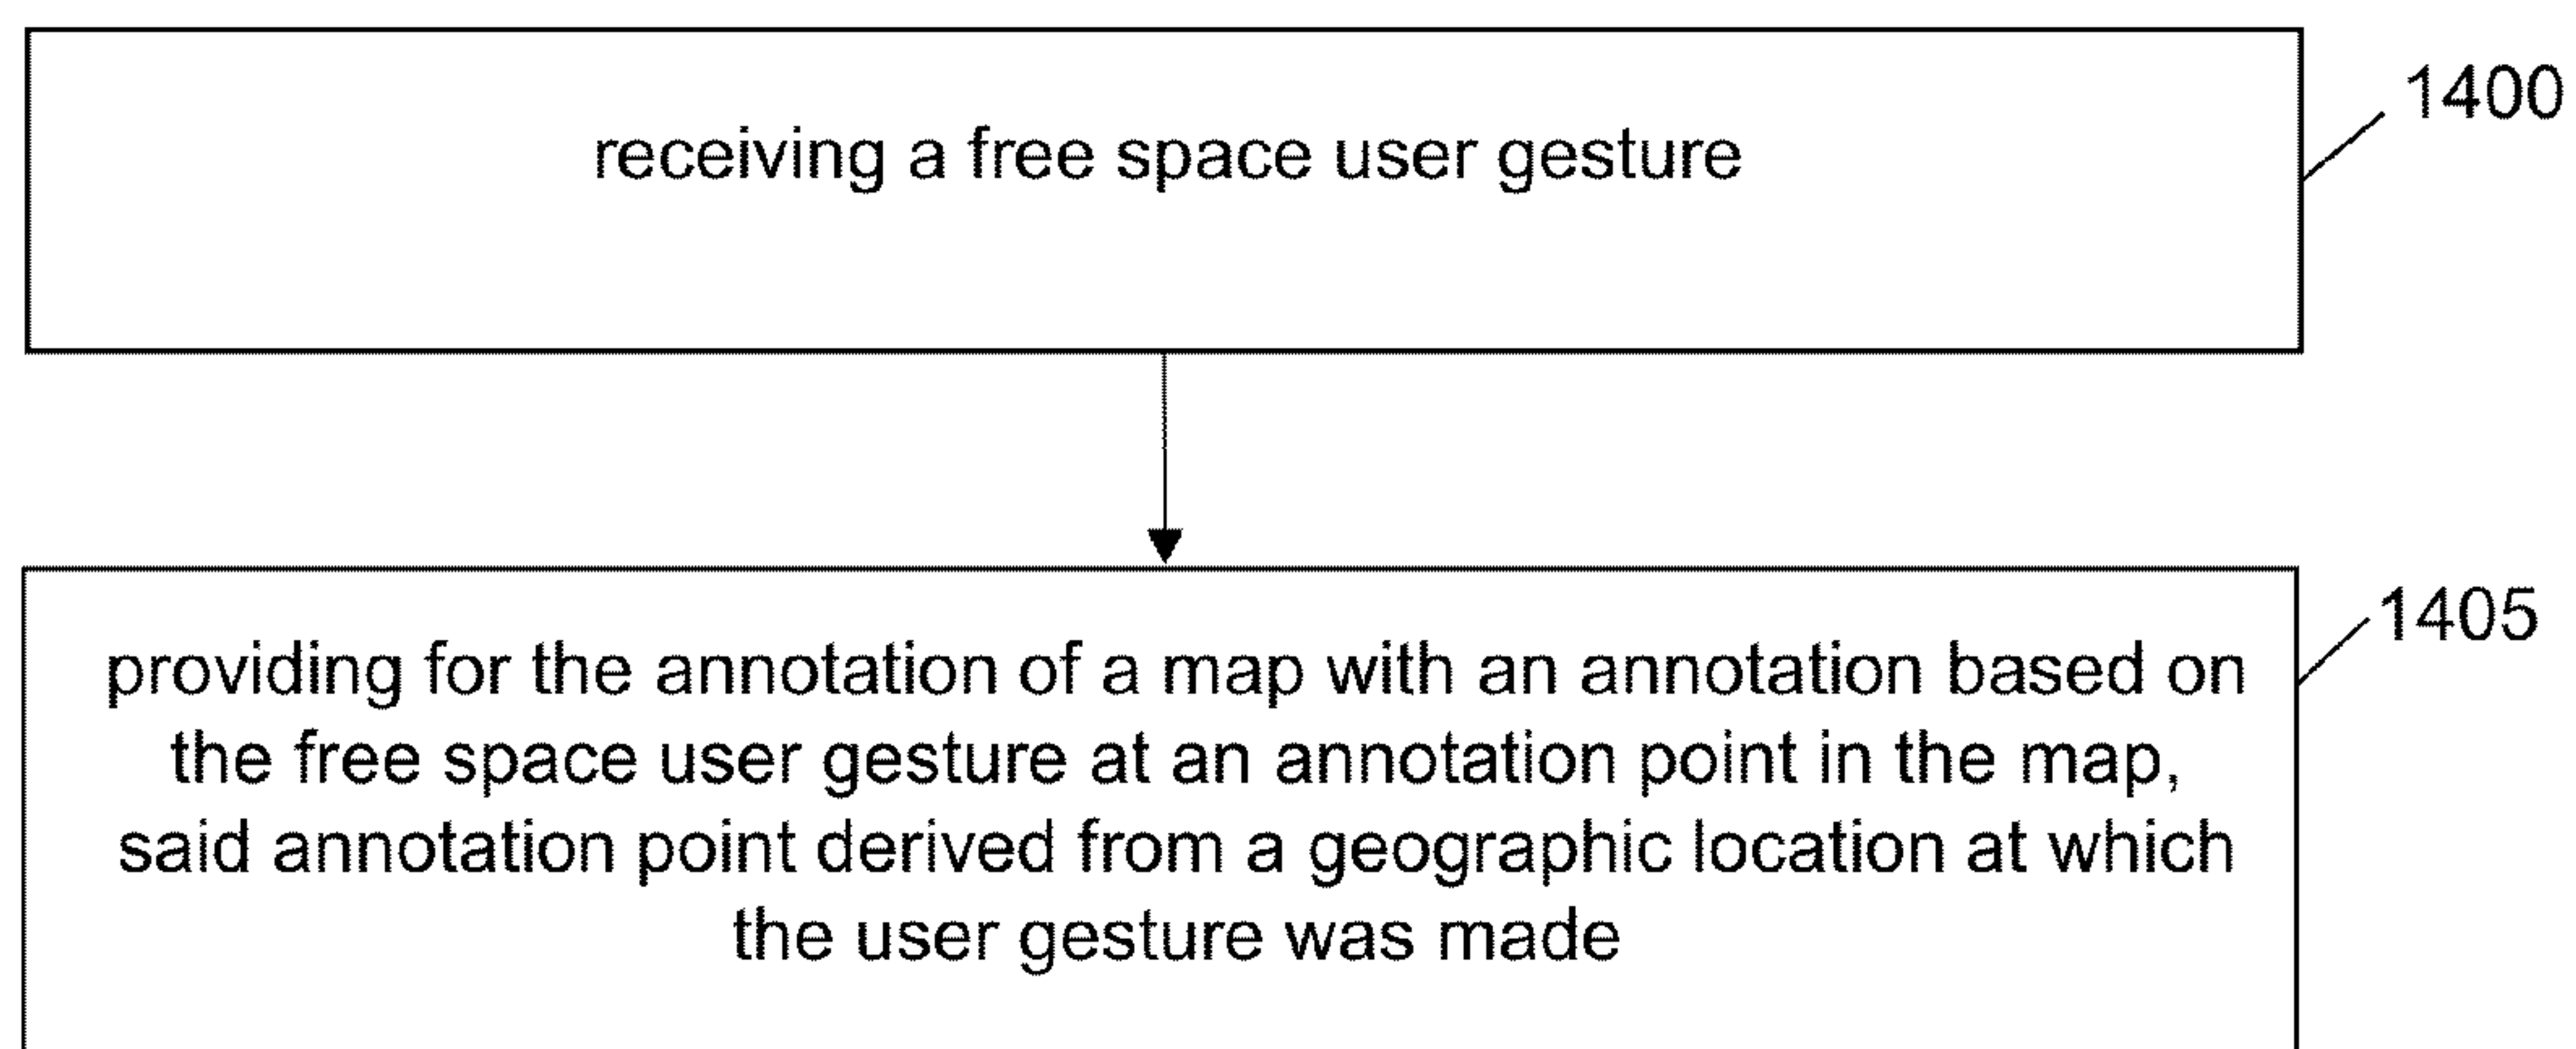 receiving a free space user gesture
1400
1405
providing for the annotation of a map with an annotation based on
the free space user gesture at an annotation point in the map,
said annotation point derived from a geographic location at which
the user gesture was made